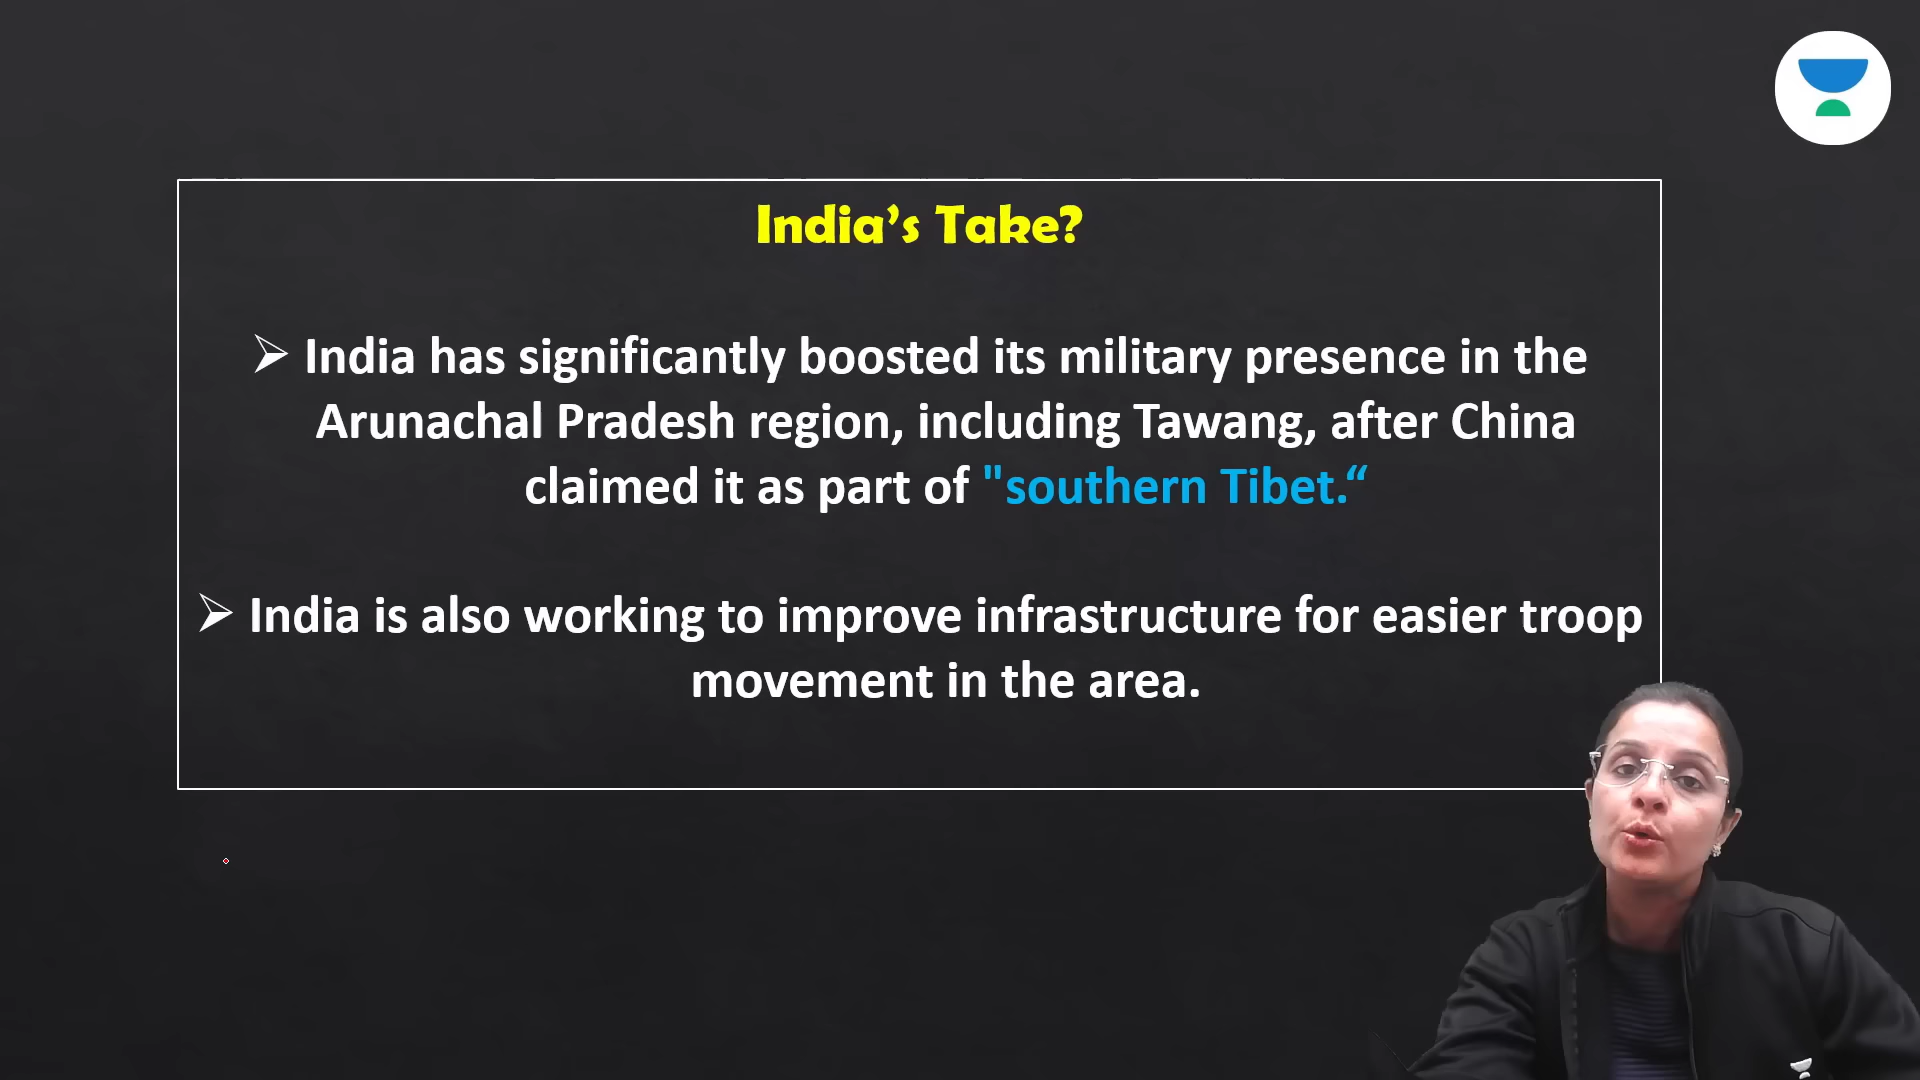 India’s Take?
➢ India has significantly boosted its military presence in the
Arunachal Pradesh region, including Tawang, after China
claimed it as part of "southern Tibet.“
➢ India is also working to improve infrastructure for easier troop
movement in the area.